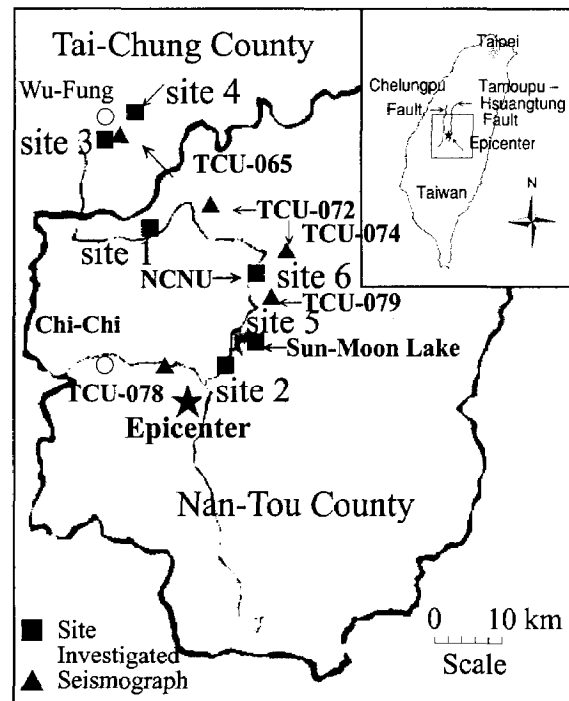 Tai-Chung County
Wu-Fung
site 4
site 3
TCU-065
TCU-072
TCU-074
site 1
NCNU
site 6
TCU-079
Chi-Chi
site 5
Sun-Moon Lake
TCU-078
site 2
Epicenter
Nan-Tou County
0 10 km
Scale
Site
Investigated
Seismograph
Taipei
Chelungpu
Fault
Tamoupu –
Hsuangtung
Fault
Epicenter
Taiwan
N